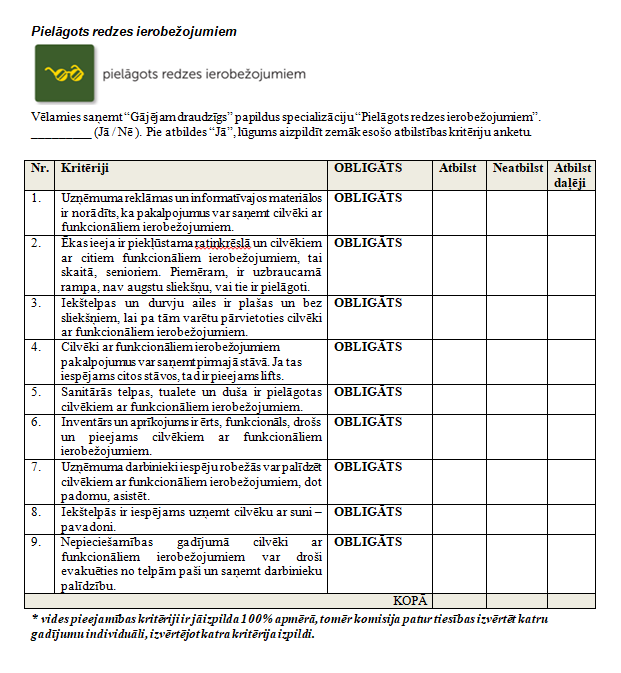 Pielāgots redzes ierobežojumiem
pielāgots redzes ierobežojumiem
Vēlamies saņemt “Gājējam draudzīgs” papildus specializāciju “Pielāgots redzes ierobežojumiem”.
_________ (Jā / Nē ). Pie atbildes “Jā”, lūgums aizpildīt zemāk esošo atbilstības kritēriju anketu.
Nr. Kritēriji OBLIGĀTS Atbilst Neatbilst Atbilst
daļēji
1. Uzņēmuma reklāmas un informatīvajos materiālos OBLIGĀTS
ir norādīts, ka pakalpojumus var saņemt cilvēki ar
funkcionāliem ierobežojumiem.
2. Ēkas ieeja ir piekļūstama ratiņkrēslā un cilvēkiem OBLIGĀTS
ar citiem funkcionāliem ierobežojumiem, tai
skaitā, senioriem. Piemēram, ir uzbraucamā
rampa, nav augstu sliekšņu, vai tie ir pielāgoti.
3. Iekštelpas un durvju ailes ir plašas un bez OBLIGĀTS
sliekšņiem, lai pa tām varētu pārvietoties cilvēki
ar funkcionāliem ierobežojumiem.
4. Cilvēki ar funkcionāliem ierobežojumiem OBLIGĀTS
pakalpojumus var saņemt pirmajā stāvā. Ja tas
iespējams citos stāvos, tad ir pieejams lifts.
5. Sanitārās telpas, tualete un duša ir pielāgotas OBLIGĀTS
cilvēkiem ar funkcionāliem ierobežojumiem.
6. Inventārs un aprīkojums ir ērts, funkcionāls, drošs OBLIGĀTS
un pieejams cilvēkiem ar funkcionāliem
ierobežojumiem.
7. Uzņēmuma darbinieki iespēju robežās var palīdzēt OBLIGĀTS
cilvēkiem ar funkcionāliem ierobežojumiem, dot
padomu, asistēt.
8. Iekštelpās ir iespējams uzņemt cilvēku ar suni – OBLIGĀTS
pavadoni.
9. Nepieciešamības gadījumā cilvēki ar OBLIGĀTS
funkcionāliem ierobežojumiem var droši
evakuēties no telpām paši un saņemt darbinieku
palīdzību.
KOPĀ
* vides pieejamības kritēriji ir jāizpilda 100% apmērā, tomēr komisija patur tiesības izvērtēt katru
gadījumu individuāli, izvērtējot katra kritērija izpildi.